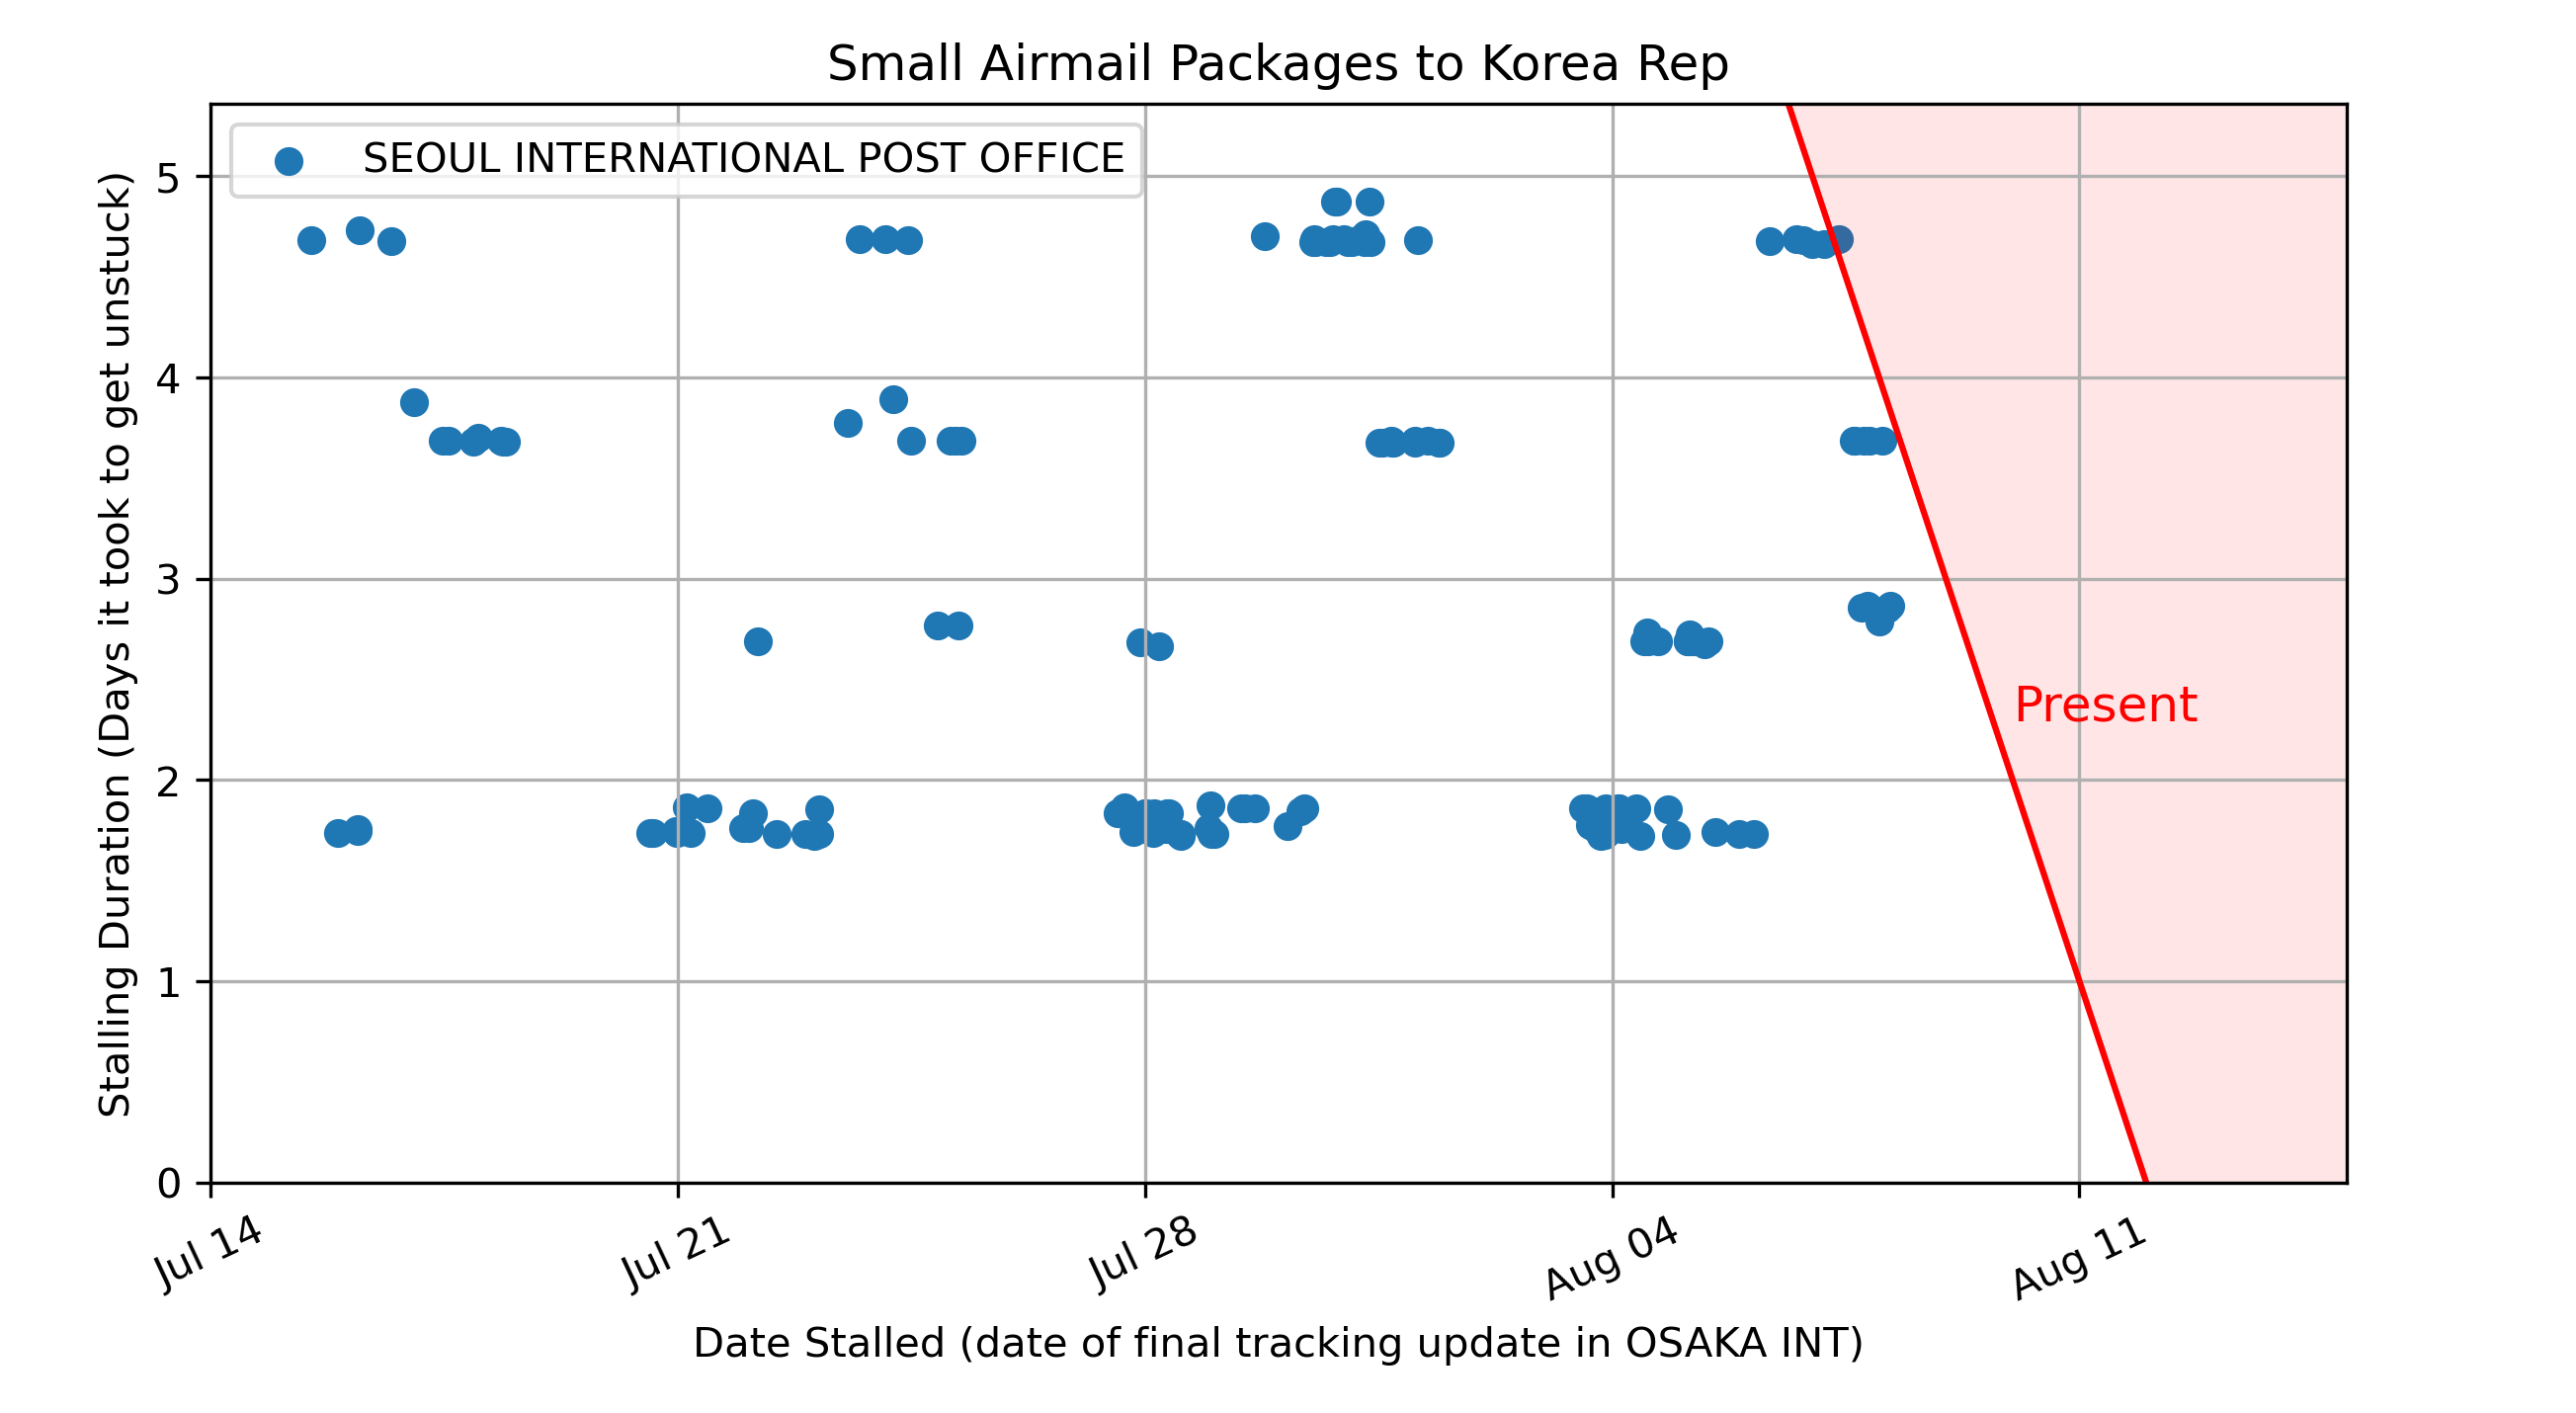 Small Airmail Packages to Korea Rep
SEOUL INTERNATIONAL POST OFFICE
Stalling Duration (Days it took to get unstuck)
5
4
3
2
1
0
Present
Jul 14
Jul 21
Jul 28
Aug 04
Aug 11
Date Stalled (date of final tracking update in OSAKA INT)